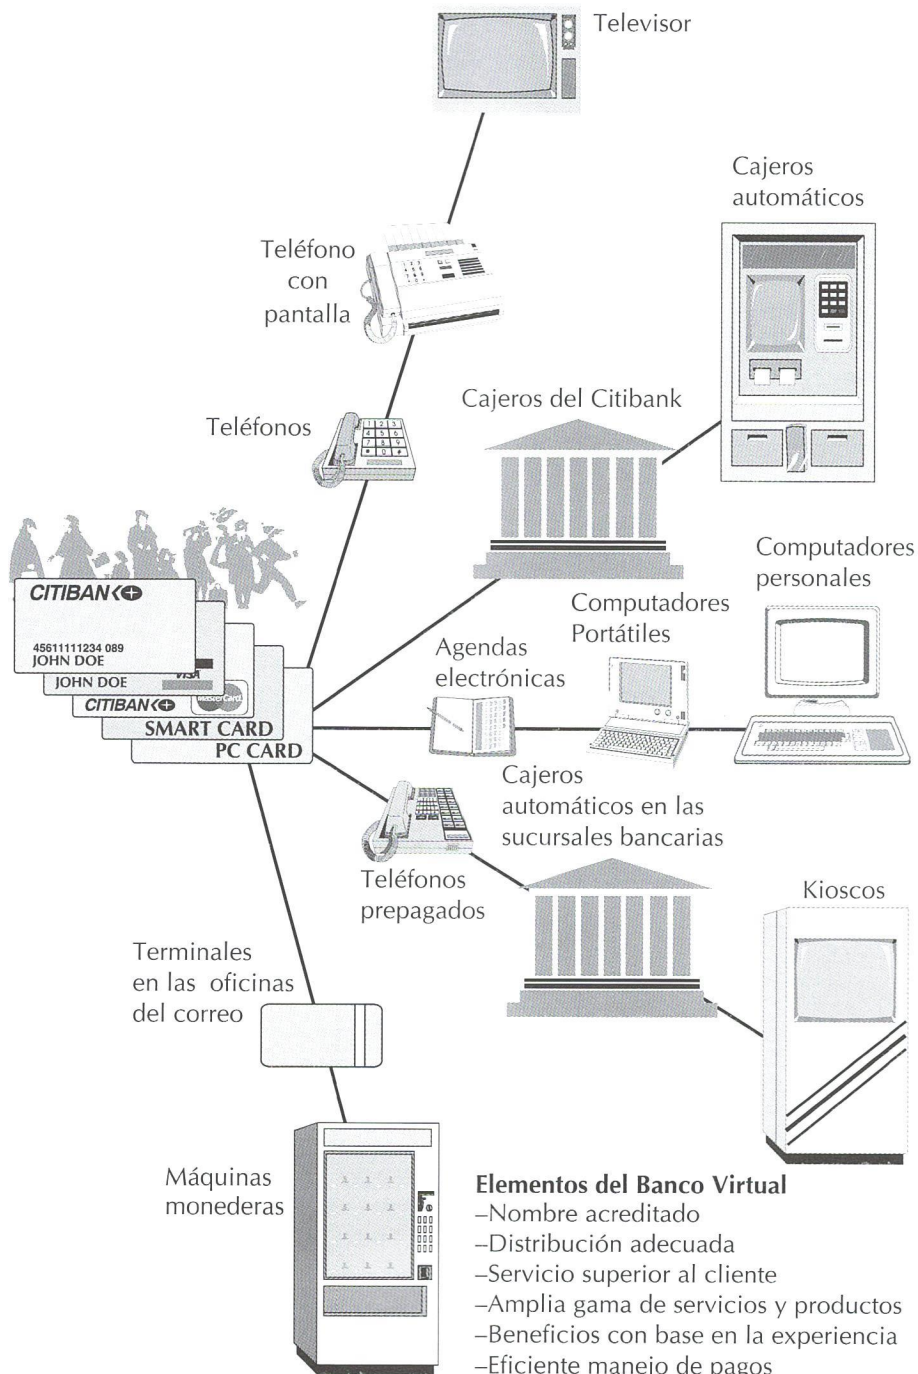 Televisor
Cajeros
automáticos
Teléfono
con
pantalla
Cajeros del Citibank
Teléfonos
CITIBANK
45611111234 089
JOHN DOE
VISA
JOHN DOE
MasterCard
CITIBANK
SMART CARD
PC CARD
Computadores
personales
Computadores
Portátiles
Agendas
electrónicas
Cajeros
automáticos en las
sucursales bancarias
Teléfonos
prepagados
Kioscos
Terminales
en las oficinas
del correo
Máquinas
monederas
Elementos del Banco Virtual
–Nombre acreditado
–Distribución adecuada
–Servicio superior al cliente
–Amplia gama de servicios y productos
–Beneficios con base en la experiencia
–Eficiente manejo de pagos